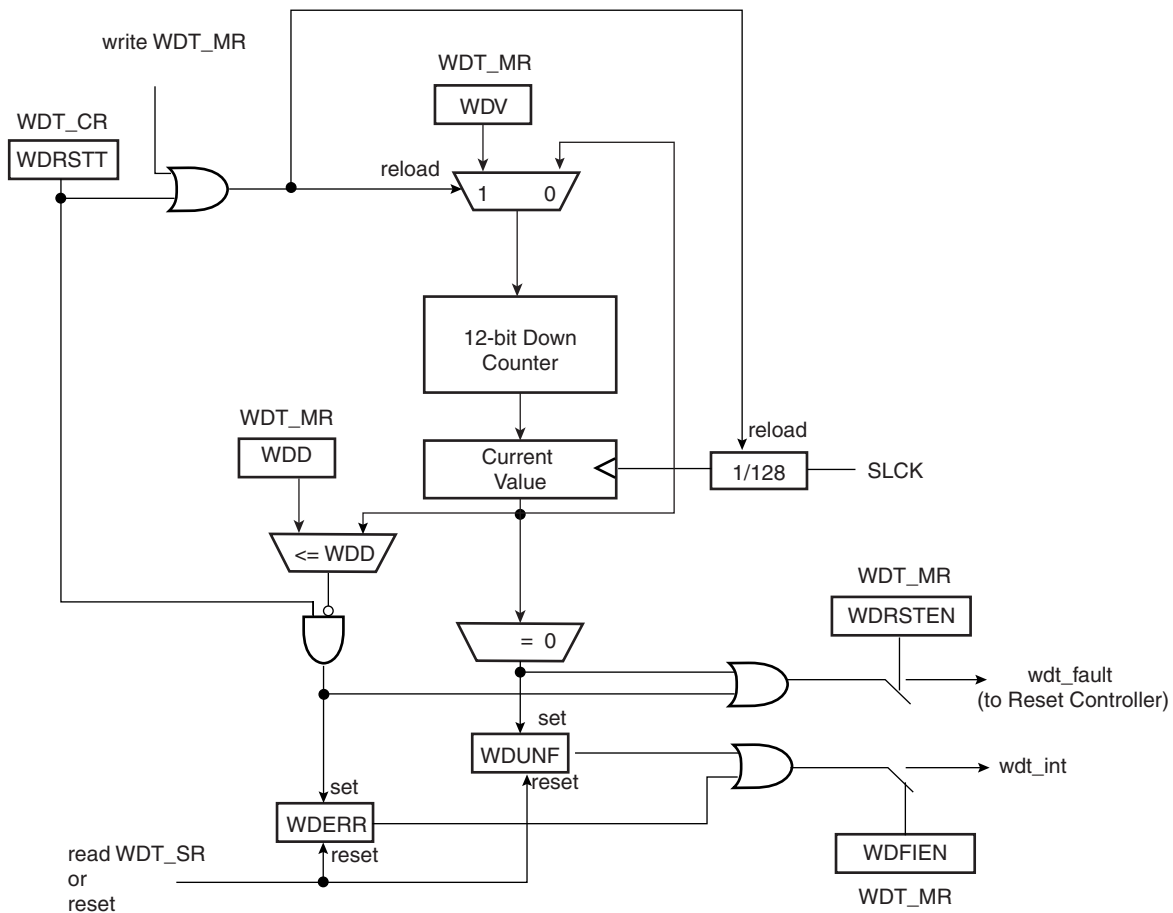 write WDT_MR
WDT_MR
WDV
WDT_CR
WDRSTT
reload
1 0
12-bit Down
Counter
WDT_MR
WDD
Current
Value
reload
1/128
SLCK
<= WDD
= 0
WDT_MR
WDRSTEN
wdt_fault
(to Reset Controller)
set
WDUNF
reset
wdt_int
set
WDERR
reset
read WDT_SR
or
reset
WDFIEN
WDT_MR